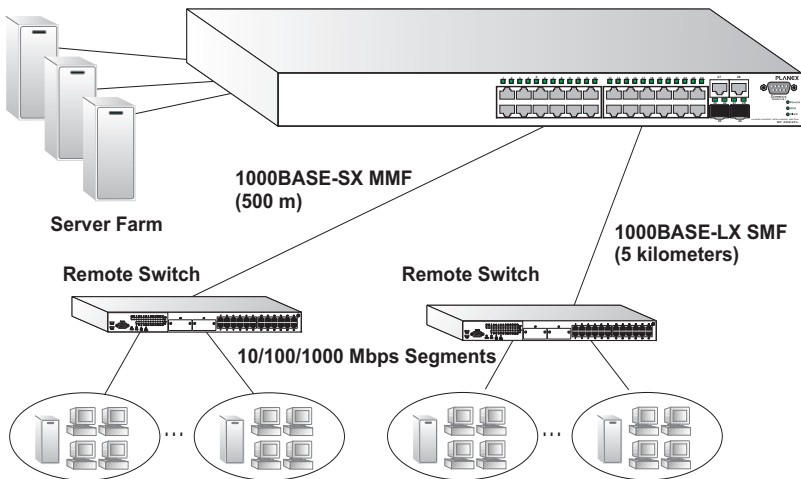 PLANEX
1000BASE-SX MMF
(500 m)
Server Farm
1000BASE-LX SMF
(5 kilometers)
Remote Switch
Remote Switch
10/100/1000 Mbps Segments
...
...